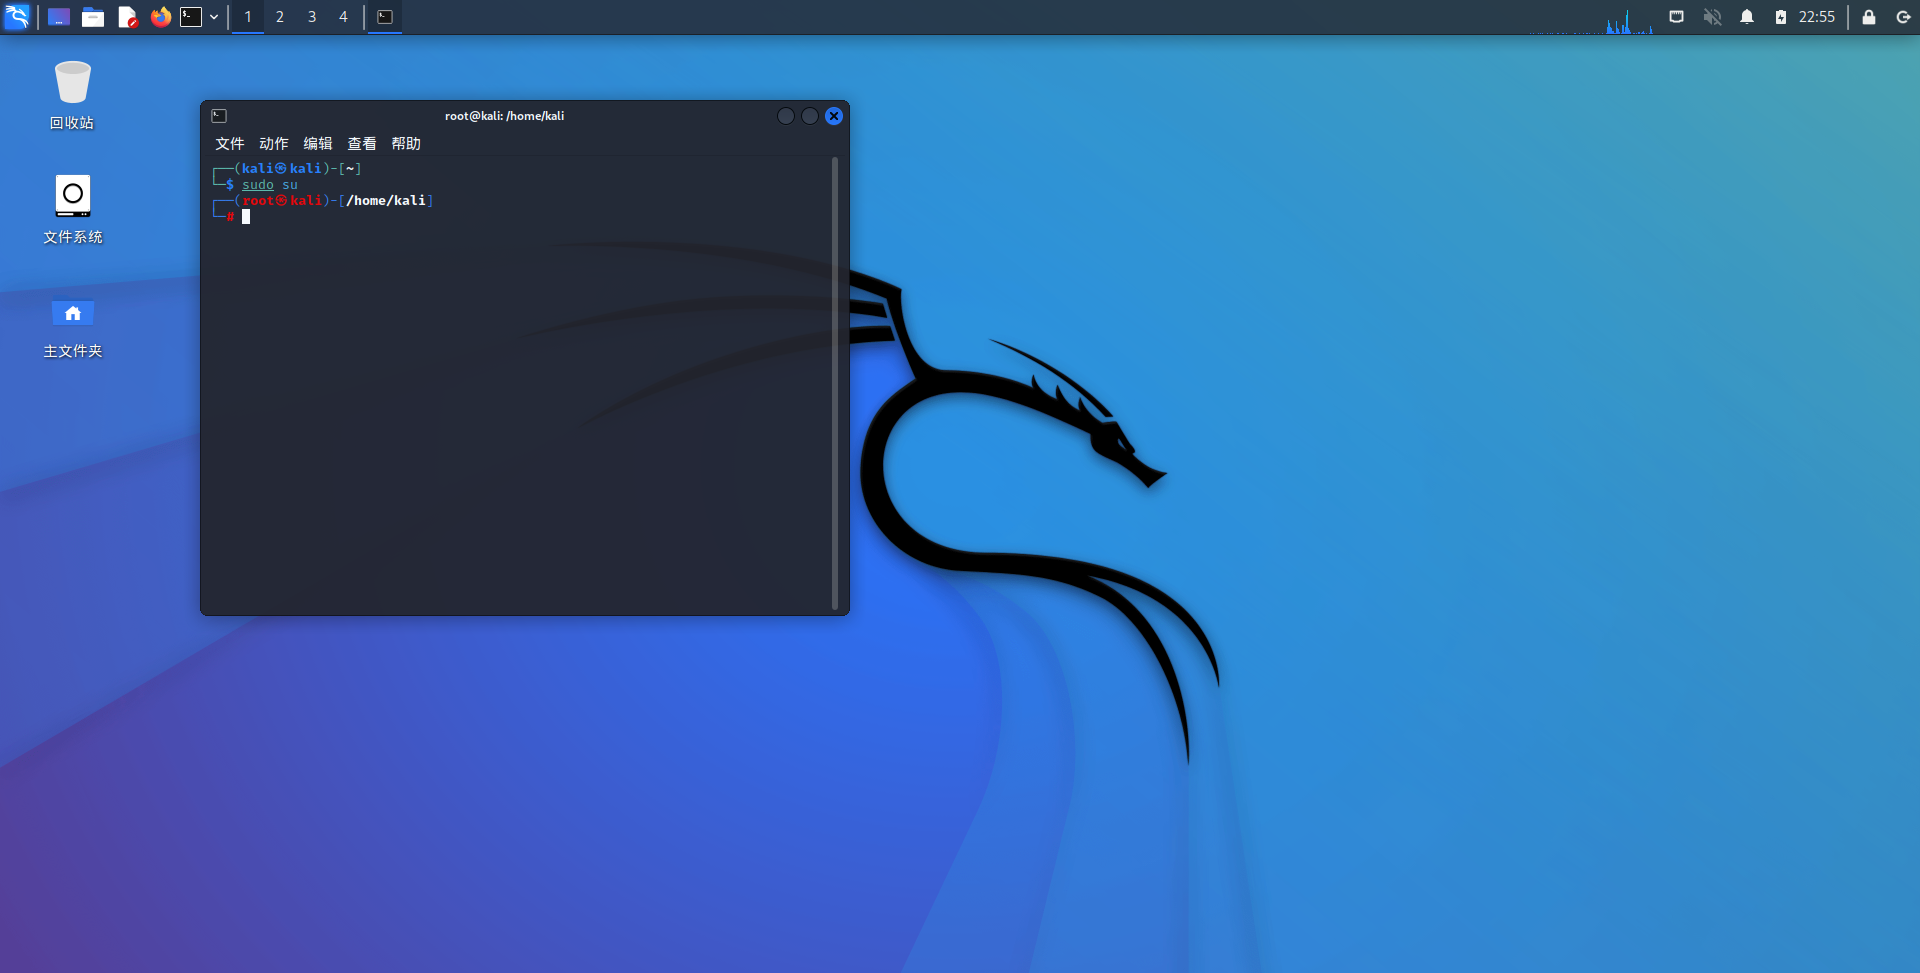 1 2 3 4
22:55
回收站
文件系统
主文件夹
root@kali: /home/kali
文件 动作 编辑 查看 帮助
┌──(kali㉿kali)-[~]
└─$ sudo su
┌──(root㉿kali)-[/home/kali]
└─#